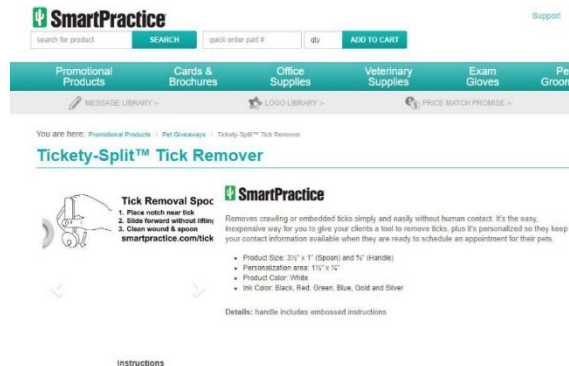 SmartPractice
Support
search for product
SEARCH
quick order part #
qty
ADD TO CART
Promotional Products
Cards & Brochures
Office Supplies
Veterinary Supplies
Exam Gloves
Pe
Groon
MESSAGE LIBRARY >
LOGO LIBRARY >
PRICE MATCH PROMISE >
You are here: Promotional Products / Pet Giveaways / Tickety-Split™ Tick Remover
Tickety-Split™ Tick Remover
Tick Removal Spoc
1. Place notch near tick
2. Slide forward without lifting
3. Clean wound & spoon
smartpractice.com/tick
SmartPractice
Removes crawling or embedded ticks simply and easily without human contact. It's the easy,
inexpensive way for you to give your clients a tool to remove ticks, plus it's personalized so they keep
your contact information available when they are ready to schedule an appointment for their pets.
Product Size: 3½" x 1" (Spoon) and ⅝" (Handle)
Personalization area: 1½" x ¼"
Product Color: White
Ink Color: Black, Red, Green, Blue, Gold and Silver
Details: handle includes embossed instructions
Instructions